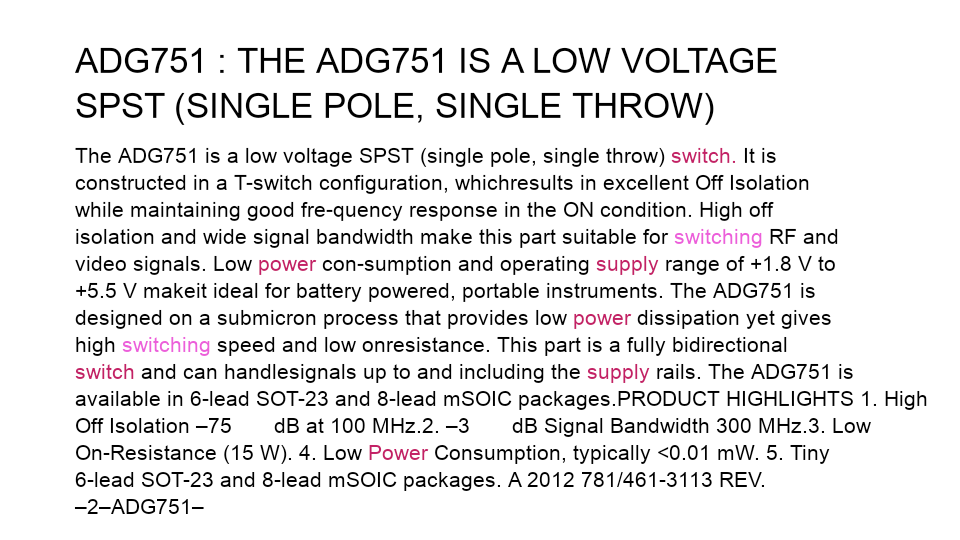 ADG751 : THE ADG751 IS A LOW VOLTAGE
SPST (SINGLE POLE, SINGLE THROW)
The ADG751 is a low voltage SPST (single pole, single throw) switch. It is
constructed in a T-switch configuration, whichresults in excellent Off Isolation
while maintaining good fre-quency response in the ON condition. High off
isolation and wide signal bandwidth make this part suitable for switching RF and
video signals. Low power con-sumption and operating supply range of +1.8 V to
+5.5 V makeit ideal for battery powered, portable instruments. The ADG751 is
designed on a submicron process that provides low power dissipation yet gives
high switching speed and low onresistance. This part is a fully bidirectional
switch and can handlesignals up to and including the supply rails. The ADG751 is
available in 6-lead SOT-23 and 8-lead mSOIC packages.PRODUCT HIGHLIGHTS 1. High
Off Isolation –75 dB at 100 MHz.2. –3 dB Signal Bandwidth 300 MHz.3. Low
On-Resistance (15 W). 4. Low Power Consumption, typically <0.01 mW. 5. Tiny
6-lead SOT-23 and 8-lead mSOIC packages. A 2012 781/461-3113 REV.
–2–ADG751–